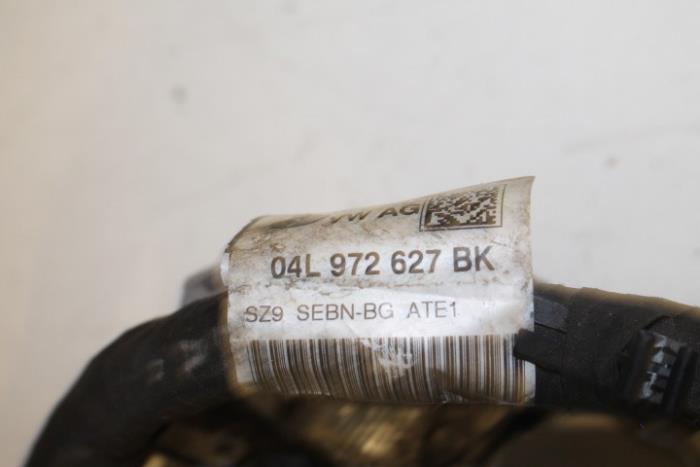 VW AG
04L 972 627 BK
SZ9 SEBN-BG ATE1